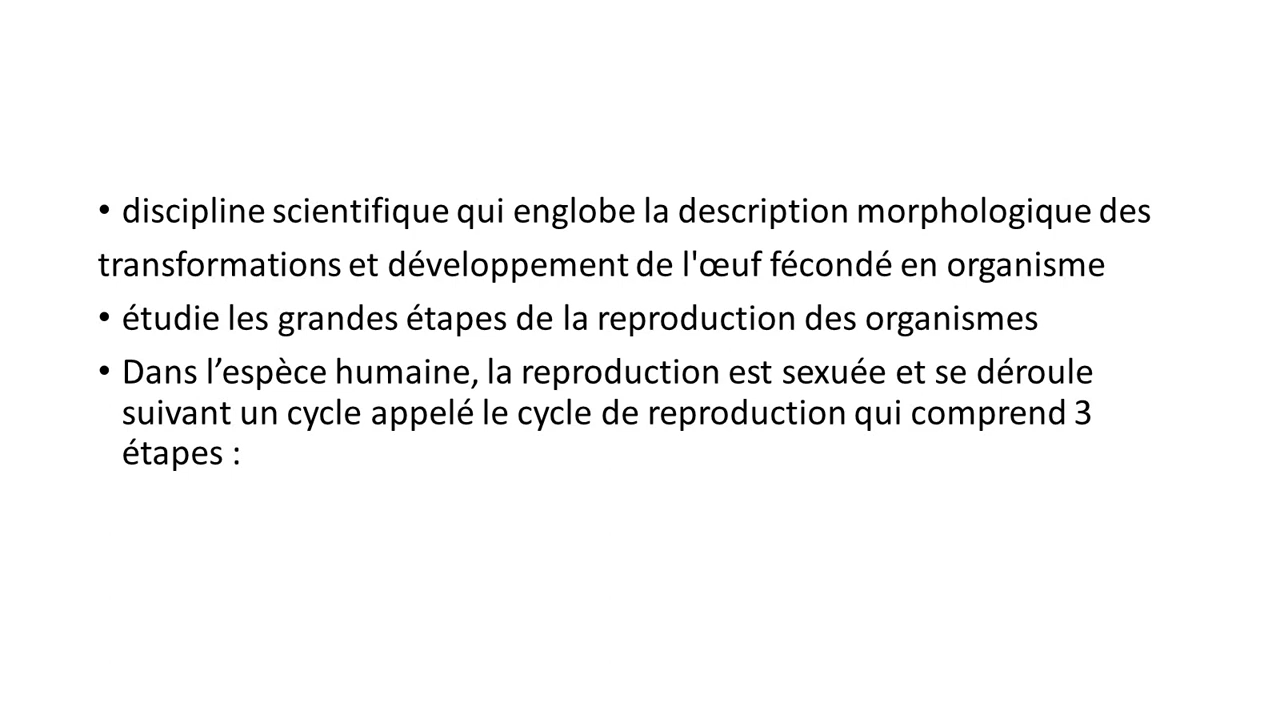 • discipline scientifique qui englobe la description morphologique des
transformations et développement de l'œuf fécondé en organisme
• étudie les grandes étapes de la reproduction des organismes
• Dans l’espèce humaine, la reproduction est sexuée et se déroule
suivant un cycle appelé le cycle de reproduction qui comprend 3
étapes :